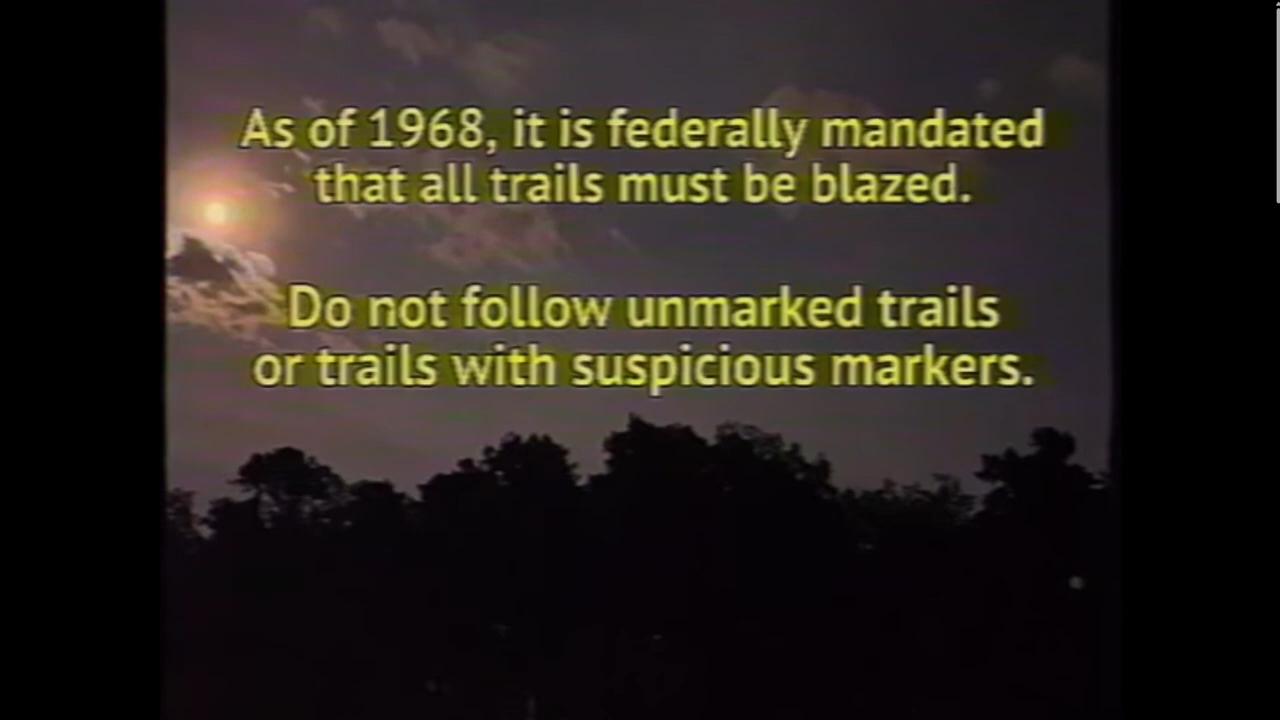 As of 1968, it is federally mandated
that all trails must be blazed.
Do not follow unmarked trails
or trails with suspicious markers.